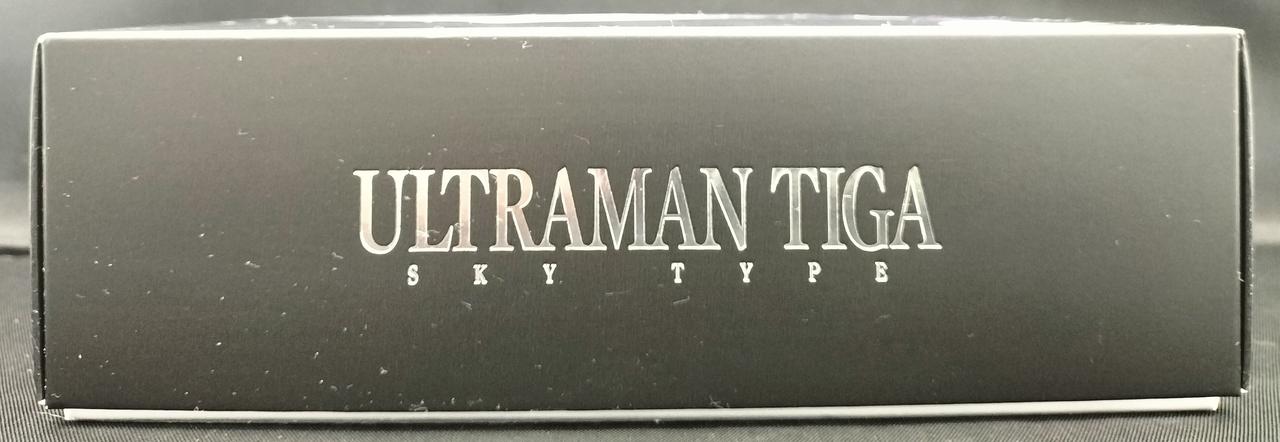 ULTRAMAN TIGA
SKY TYPE